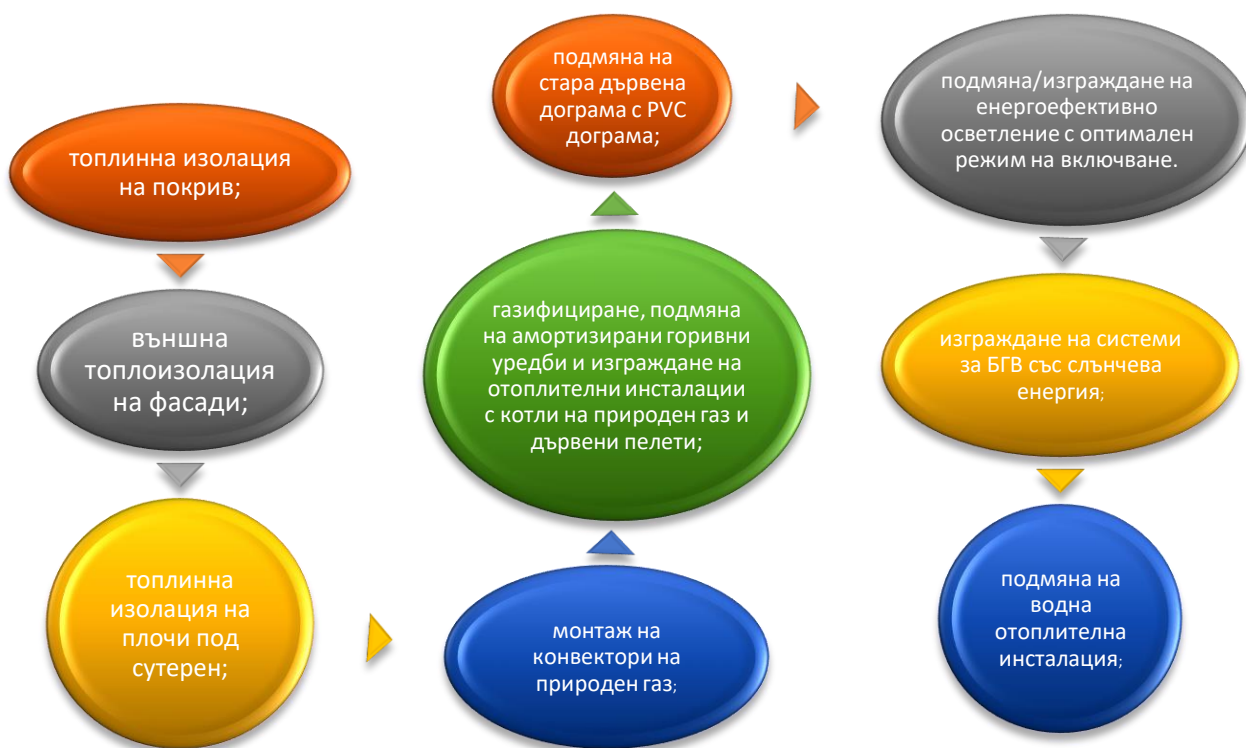 топлинна изолация
на покрив;
външна
топлоизолация
на фасади;
топлинна
изолация на
плочи под
сутерен;
монтаж на
конвектори на
природен газ;
газифициране, подмяна
на амортизирани горивни
уредби и изграждане на
отоплителни инсталации
с котли на природен газ и
дървени пелети;
подмяна на
стара дървена
дограма с PVC
дограма;
подмяна/изграждане на
енергоефективно
осветление с оптимален
режим на включване.
изграждане на системи
за БГВ със слънчева
енергия;
подмяна на
водна
отоплителна
инсталация;